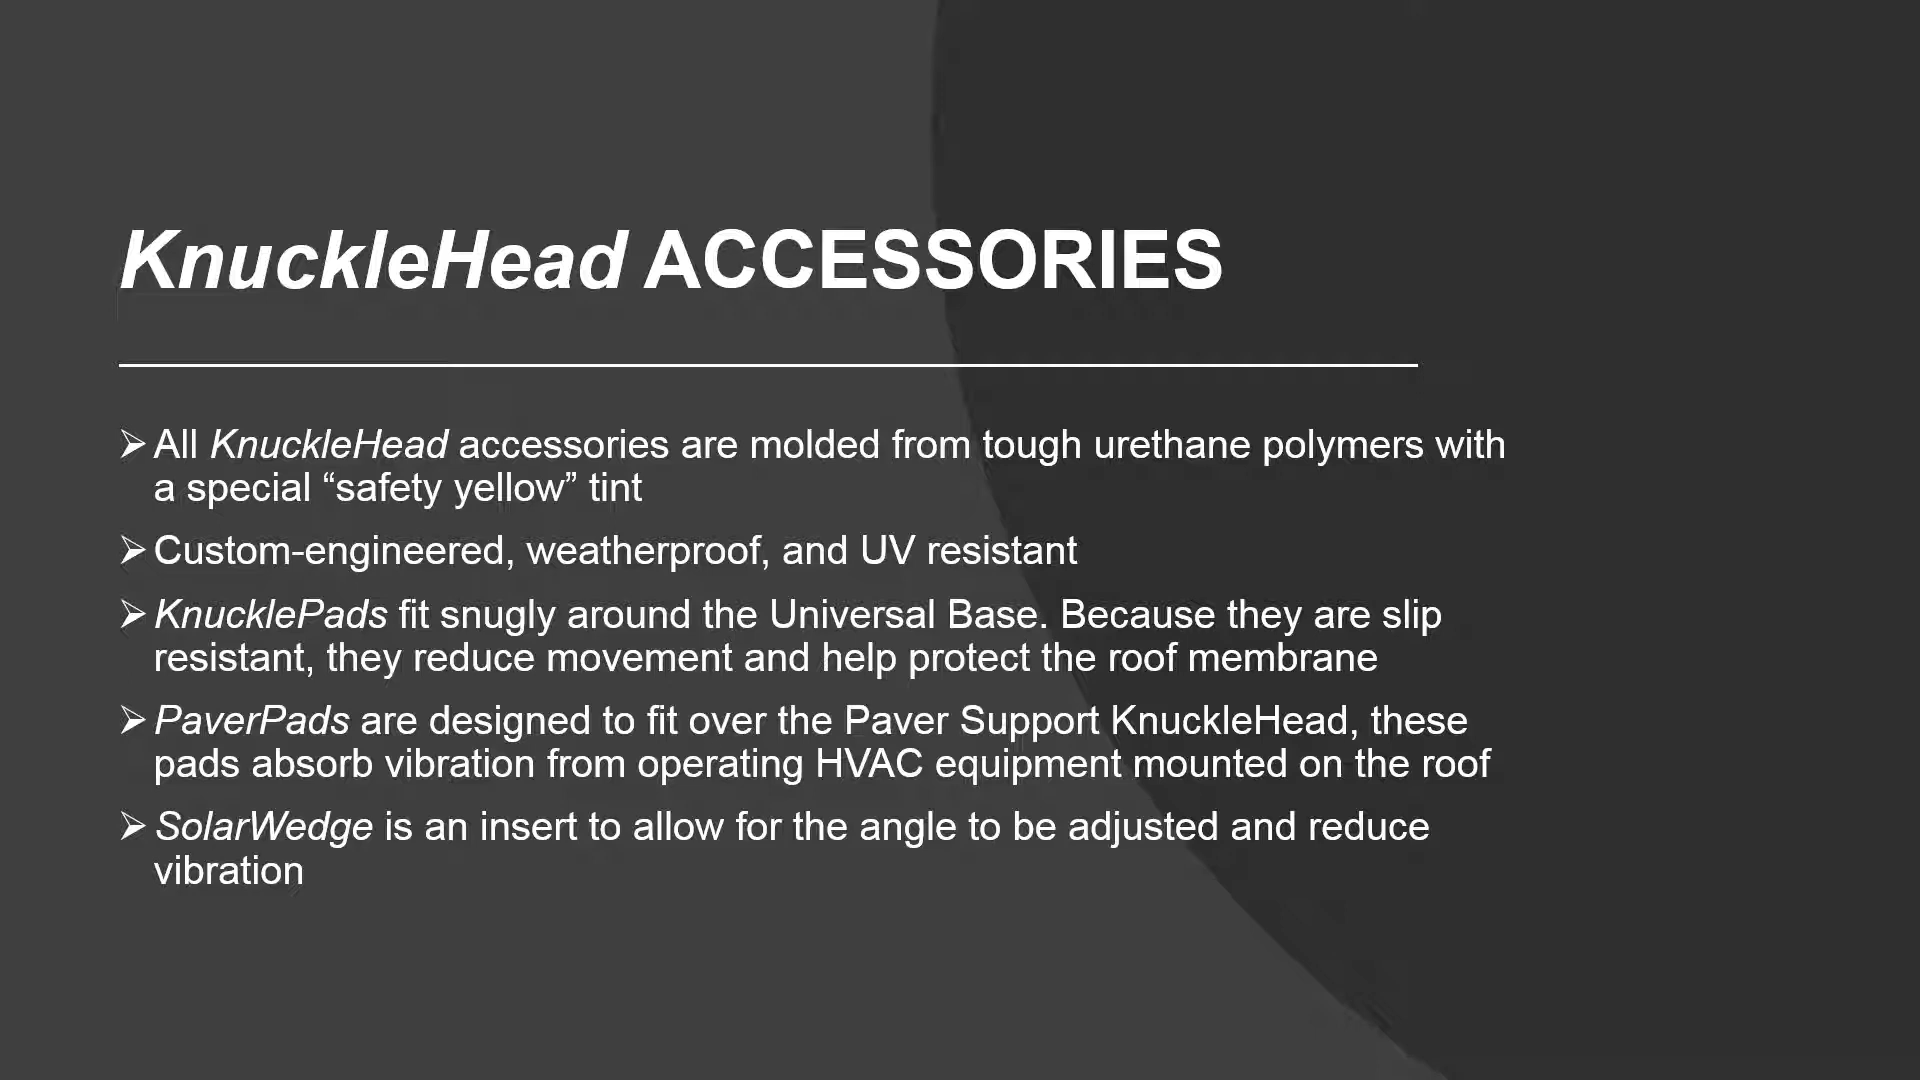 KnuckleHead ACCESSORIES
➢ All KnuckleHead accessories are molded from tough urethane polymers with
a special “safety yellow” tint
➢ Custom-engineered, weatherproof, and UV resistant
➢ KnucklePads fit snugly around the Universal Base. Because they are slip
resistant, they reduce movement and help protect the roof membrane
➢ PaverPads are designed to fit over the Paver Support KnuckleHead, these
pads absorb vibration from operating HVAC equipment mounted on the roof
➢ SolarWedge is an insert to allow for the angle to be adjusted and reduce
vibration